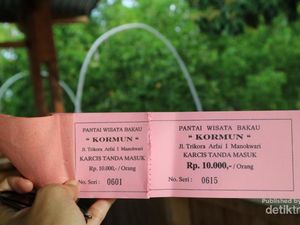 PANTAI WISATA BAKAU
" KORMUN "
Jl. Trikora Arfai I Manokwari
KARCIS TANDA MASUK
Rp. 10.000,- / Orang
No. Seri : 0601
PANTAI WISATA BAKAU
" KORMUN "
Jl. Trikora Arfai I Manokwari
KARCIS TANDA MASUK
Rp. 10.000,- / Orang
No. Seri : 0615
Powered by
detik